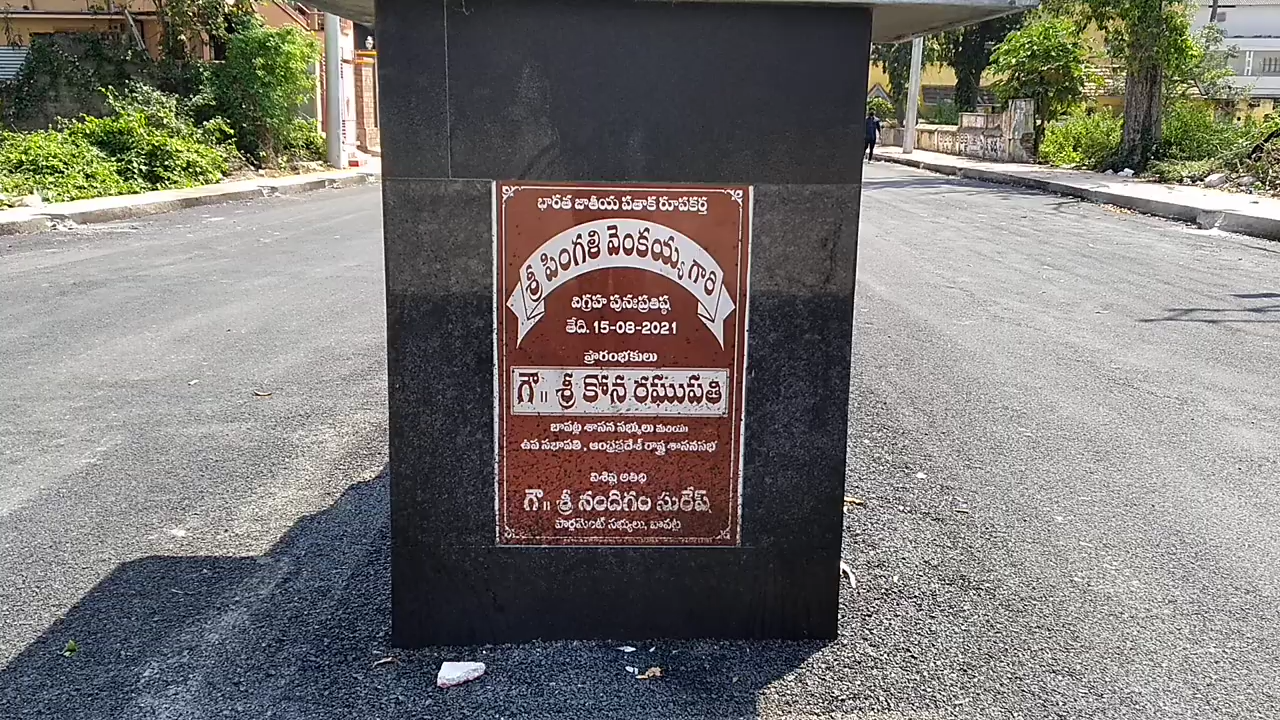 భారత జాతీయ పతాక రూపకర్త
శ్రీ పింగళి వెంకయ్య గారి
విగ్రహ పునఃప్రతిష్ఠ
తేది. 15-08-2021
ప్రారంభకులు
గౌ॥ శ్రీ కోన రఘుపతి
బాపట్ల శాసన సభ్యులు మరియు
ఉప సభాపతి, ఆంధ్రప్రదేశ్ రాష్ట్ర శాసనసభ
విశిష్ట అతిథి
గౌ॥ శ్రీ నందిగం సురేష్
పార్లమెంట్ సభ్యులు, బాపట్ల